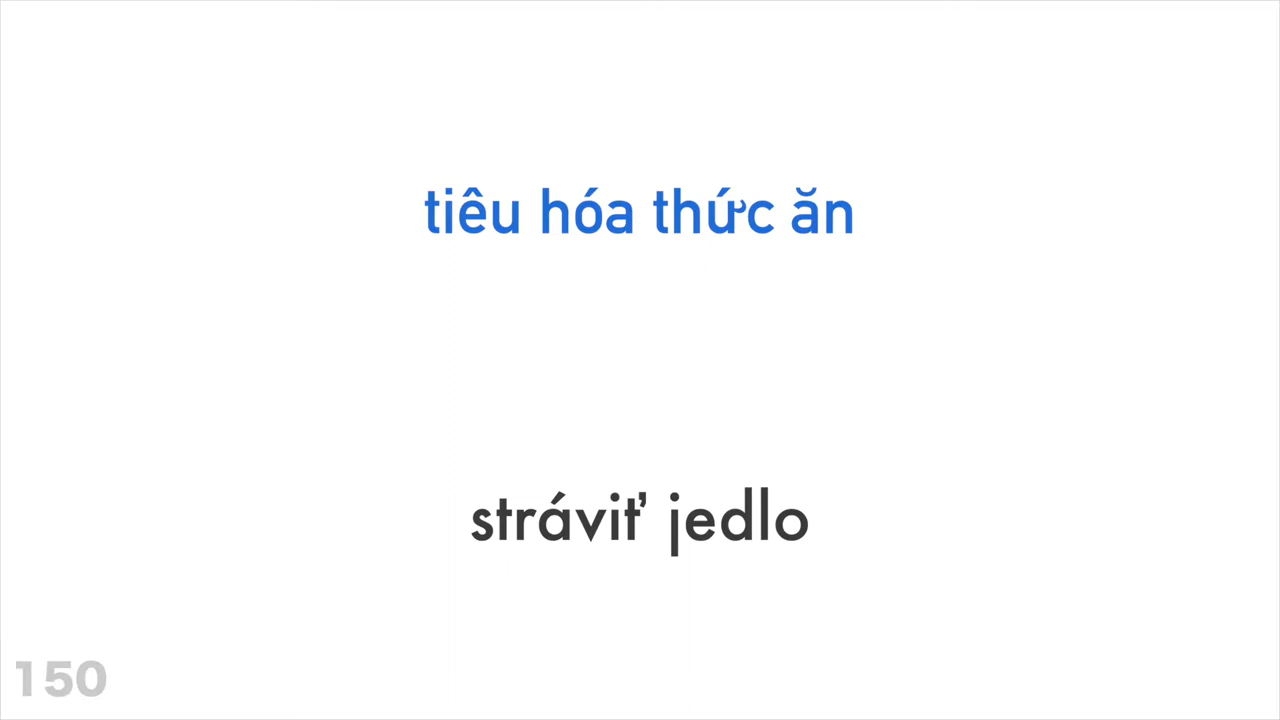 tiêu hóa thức ăn
stráviť jedlo
150